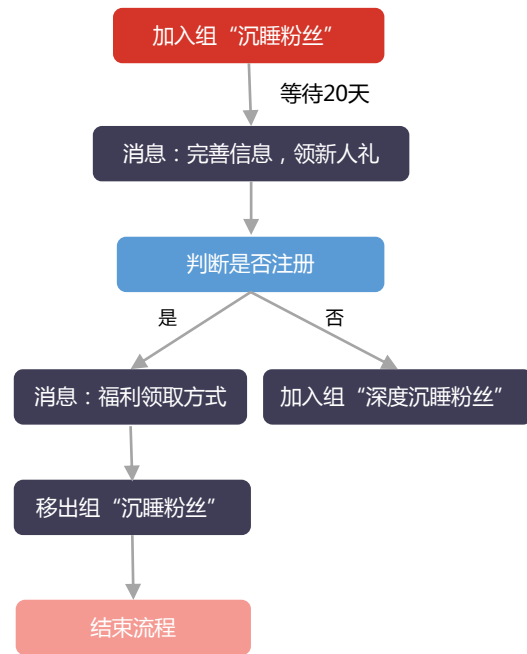 加入组“沉睡粉丝”
等待20天
消息：完善信息，领新人礼
判断是否注册
是
否
消息：福利领取方式
加入组“深度沉睡粉丝”
移出组“沉睡粉丝”
结束流程